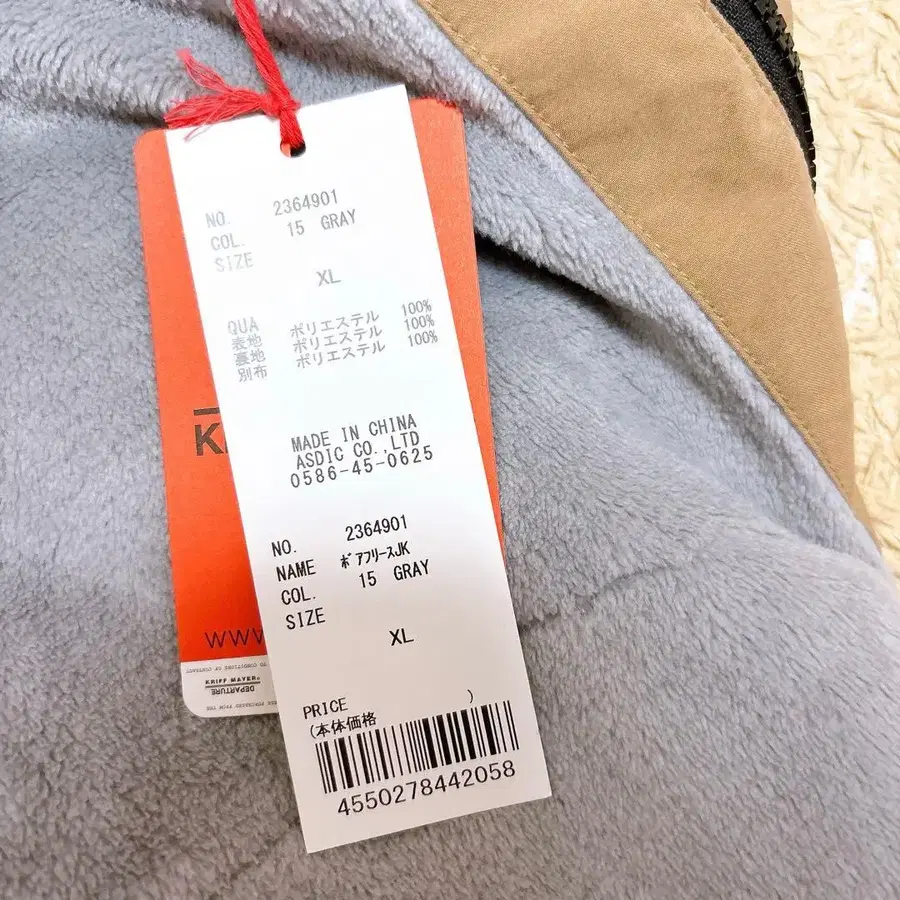 NO. 2364901
COL. 15 GRAY
SIZE
XL
QUA
表地 ポリエステル 100%
裏地 ポリエステル 100%
別布 ポリエステル 100%
MADE IN CHINA
ASDIC CO.,LTD
0586-45-0625
NO. 2364901
NAME ボアフリースJK
COL. 15 GRAY
SIZE
XL
PRICE
(本体価格 )
4550278442058
K
WWW
KRIFF MAYER
DEPARTURE